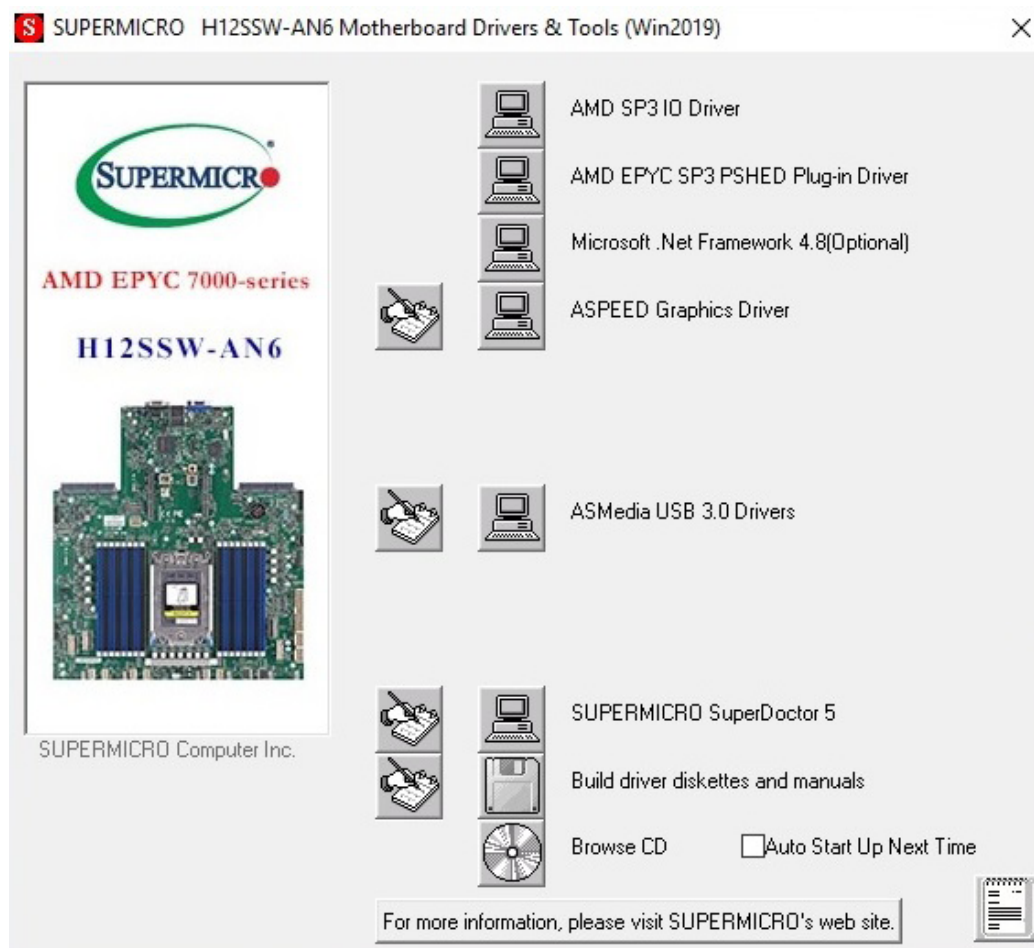 S SUPERMICRO H12SSW-AN6 Motherboard Drivers & Tools (Win2019)
SUPERMICRO
AMD EPYC 7000-series
H12SSW-AN6
SUPERMICRO Computer Inc.
AMD SP3 IO Driver
AMD EPYC SP3 PSHED Plug-in Driver
Microsoft .Net Framework 4.8(Optional)
ASPEED Graphics Driver
ASMedia USB 3.0 Drivers
SUPERMICRO SuperDoctor 5
Build driver diskettes and manuals
Browse CD
Auto Start Up Next Time
For more information, please visit SUPERMICRO's web site.